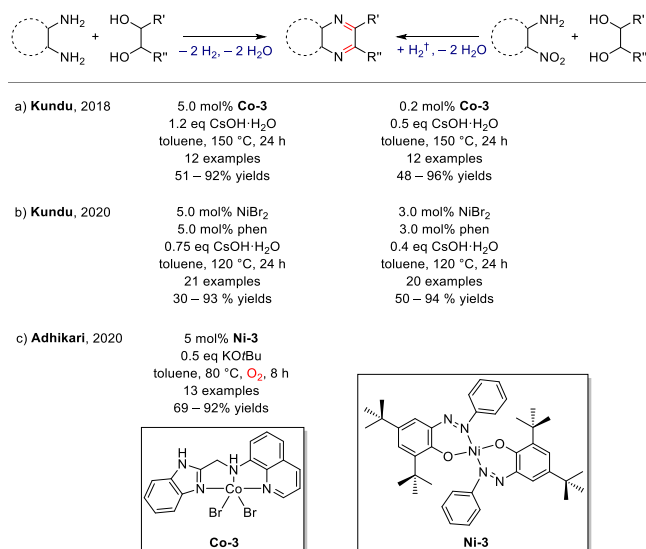 NH2
NH2
+
HO
HO
R'
R"
– 2 H2, – 2 H2O
N
N
R'
R"
+ H2†, – 2 H2O
NH2
NO2
+
HO
HO
R'
R"
a) Kundu, 2018
5.0 mol% Co-3
1.2 eq CsOH·H2O
toluene, 150 °C, 24 h
12 examples
51 – 92% yields
0.2 mol% Co-3
0.5 eq CsOH·H2O
toluene, 150 °C, 24 h
12 examples
48 – 96% yields
b) Kundu, 2020
5.0 mol% NiBr2
5.0 mol% phen
0.75 eq CsOH·H2O
toluene, 120 °C, 24 h
21 examples
30 – 93 % yields
3.0 mol% NiBr2
3.0 mol% phen
0.4 eq CsOH·H2O
toluene, 120 °C, 24 h
20 examples
50 – 94 % yields
c) Adhikari, 2020
5 mol% Ni-3
0.5 eq KOtBu
toluene, 80 °C, O2, 8 h
13 examples
69 – 92% yields
H
N
H
N
N
Co
N
Br
Br
Co-3
N
N
O
Ni
O
N
N
Ni-3